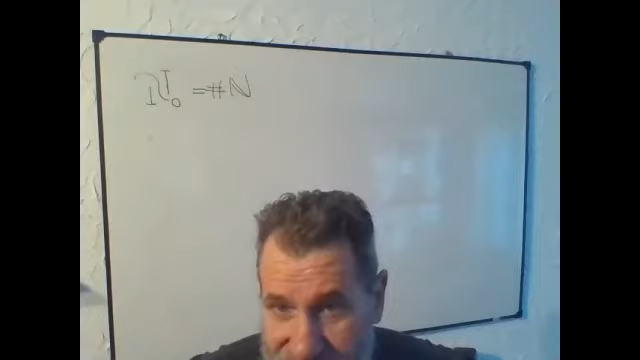 ℵ₀ = #ℕ